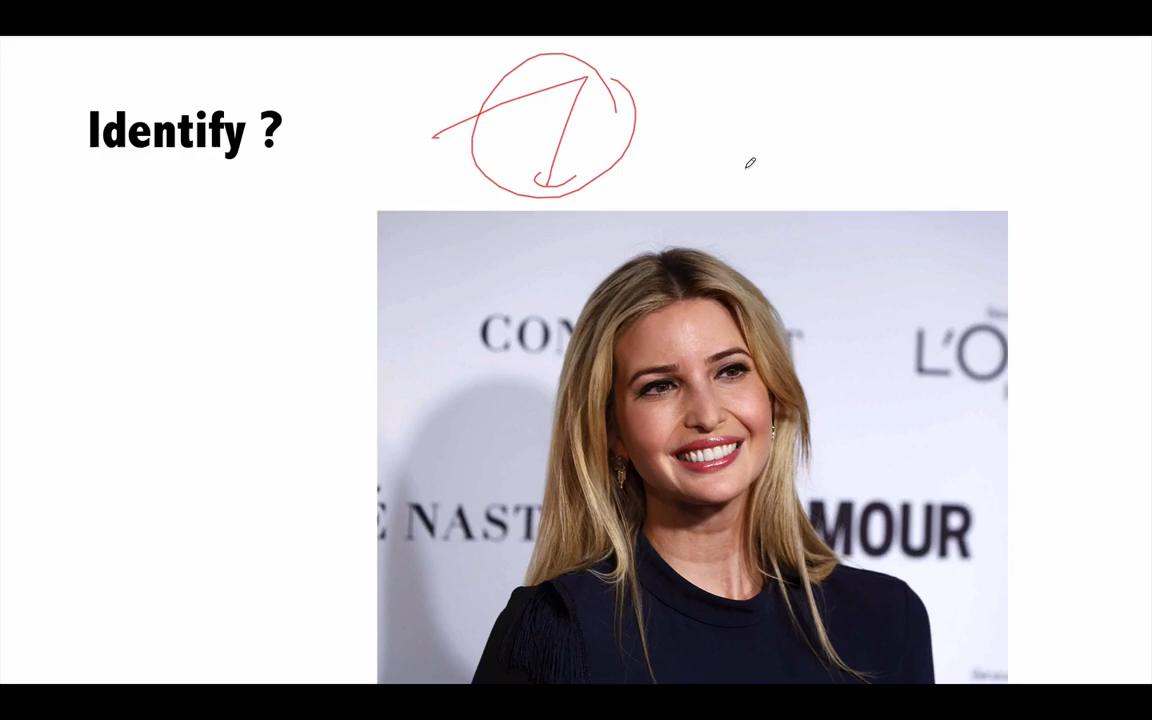 Identify ?
CON
T
L'O
É NAST
MOUR